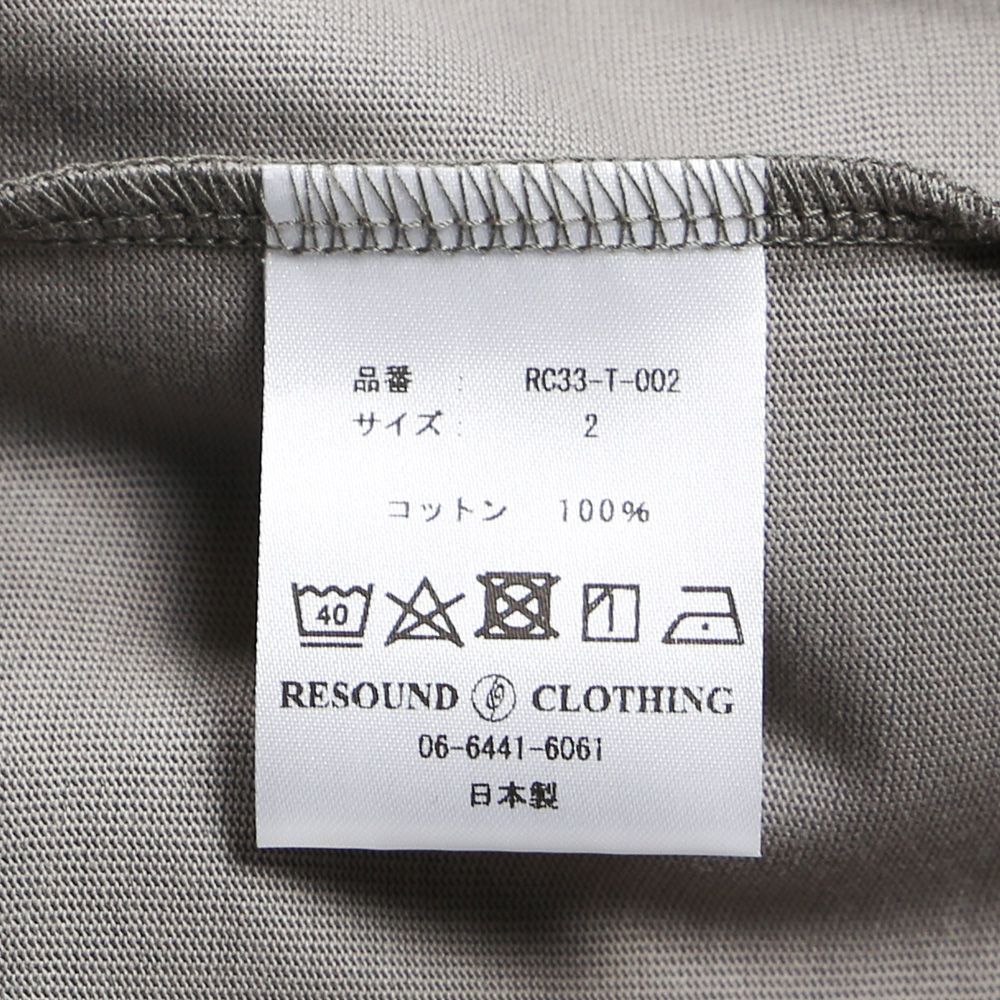 品番 : RC33-T-002
サイズ : 2
コットン 100%
40
RESOUND CLOTHING
06-6441-6061
日本製